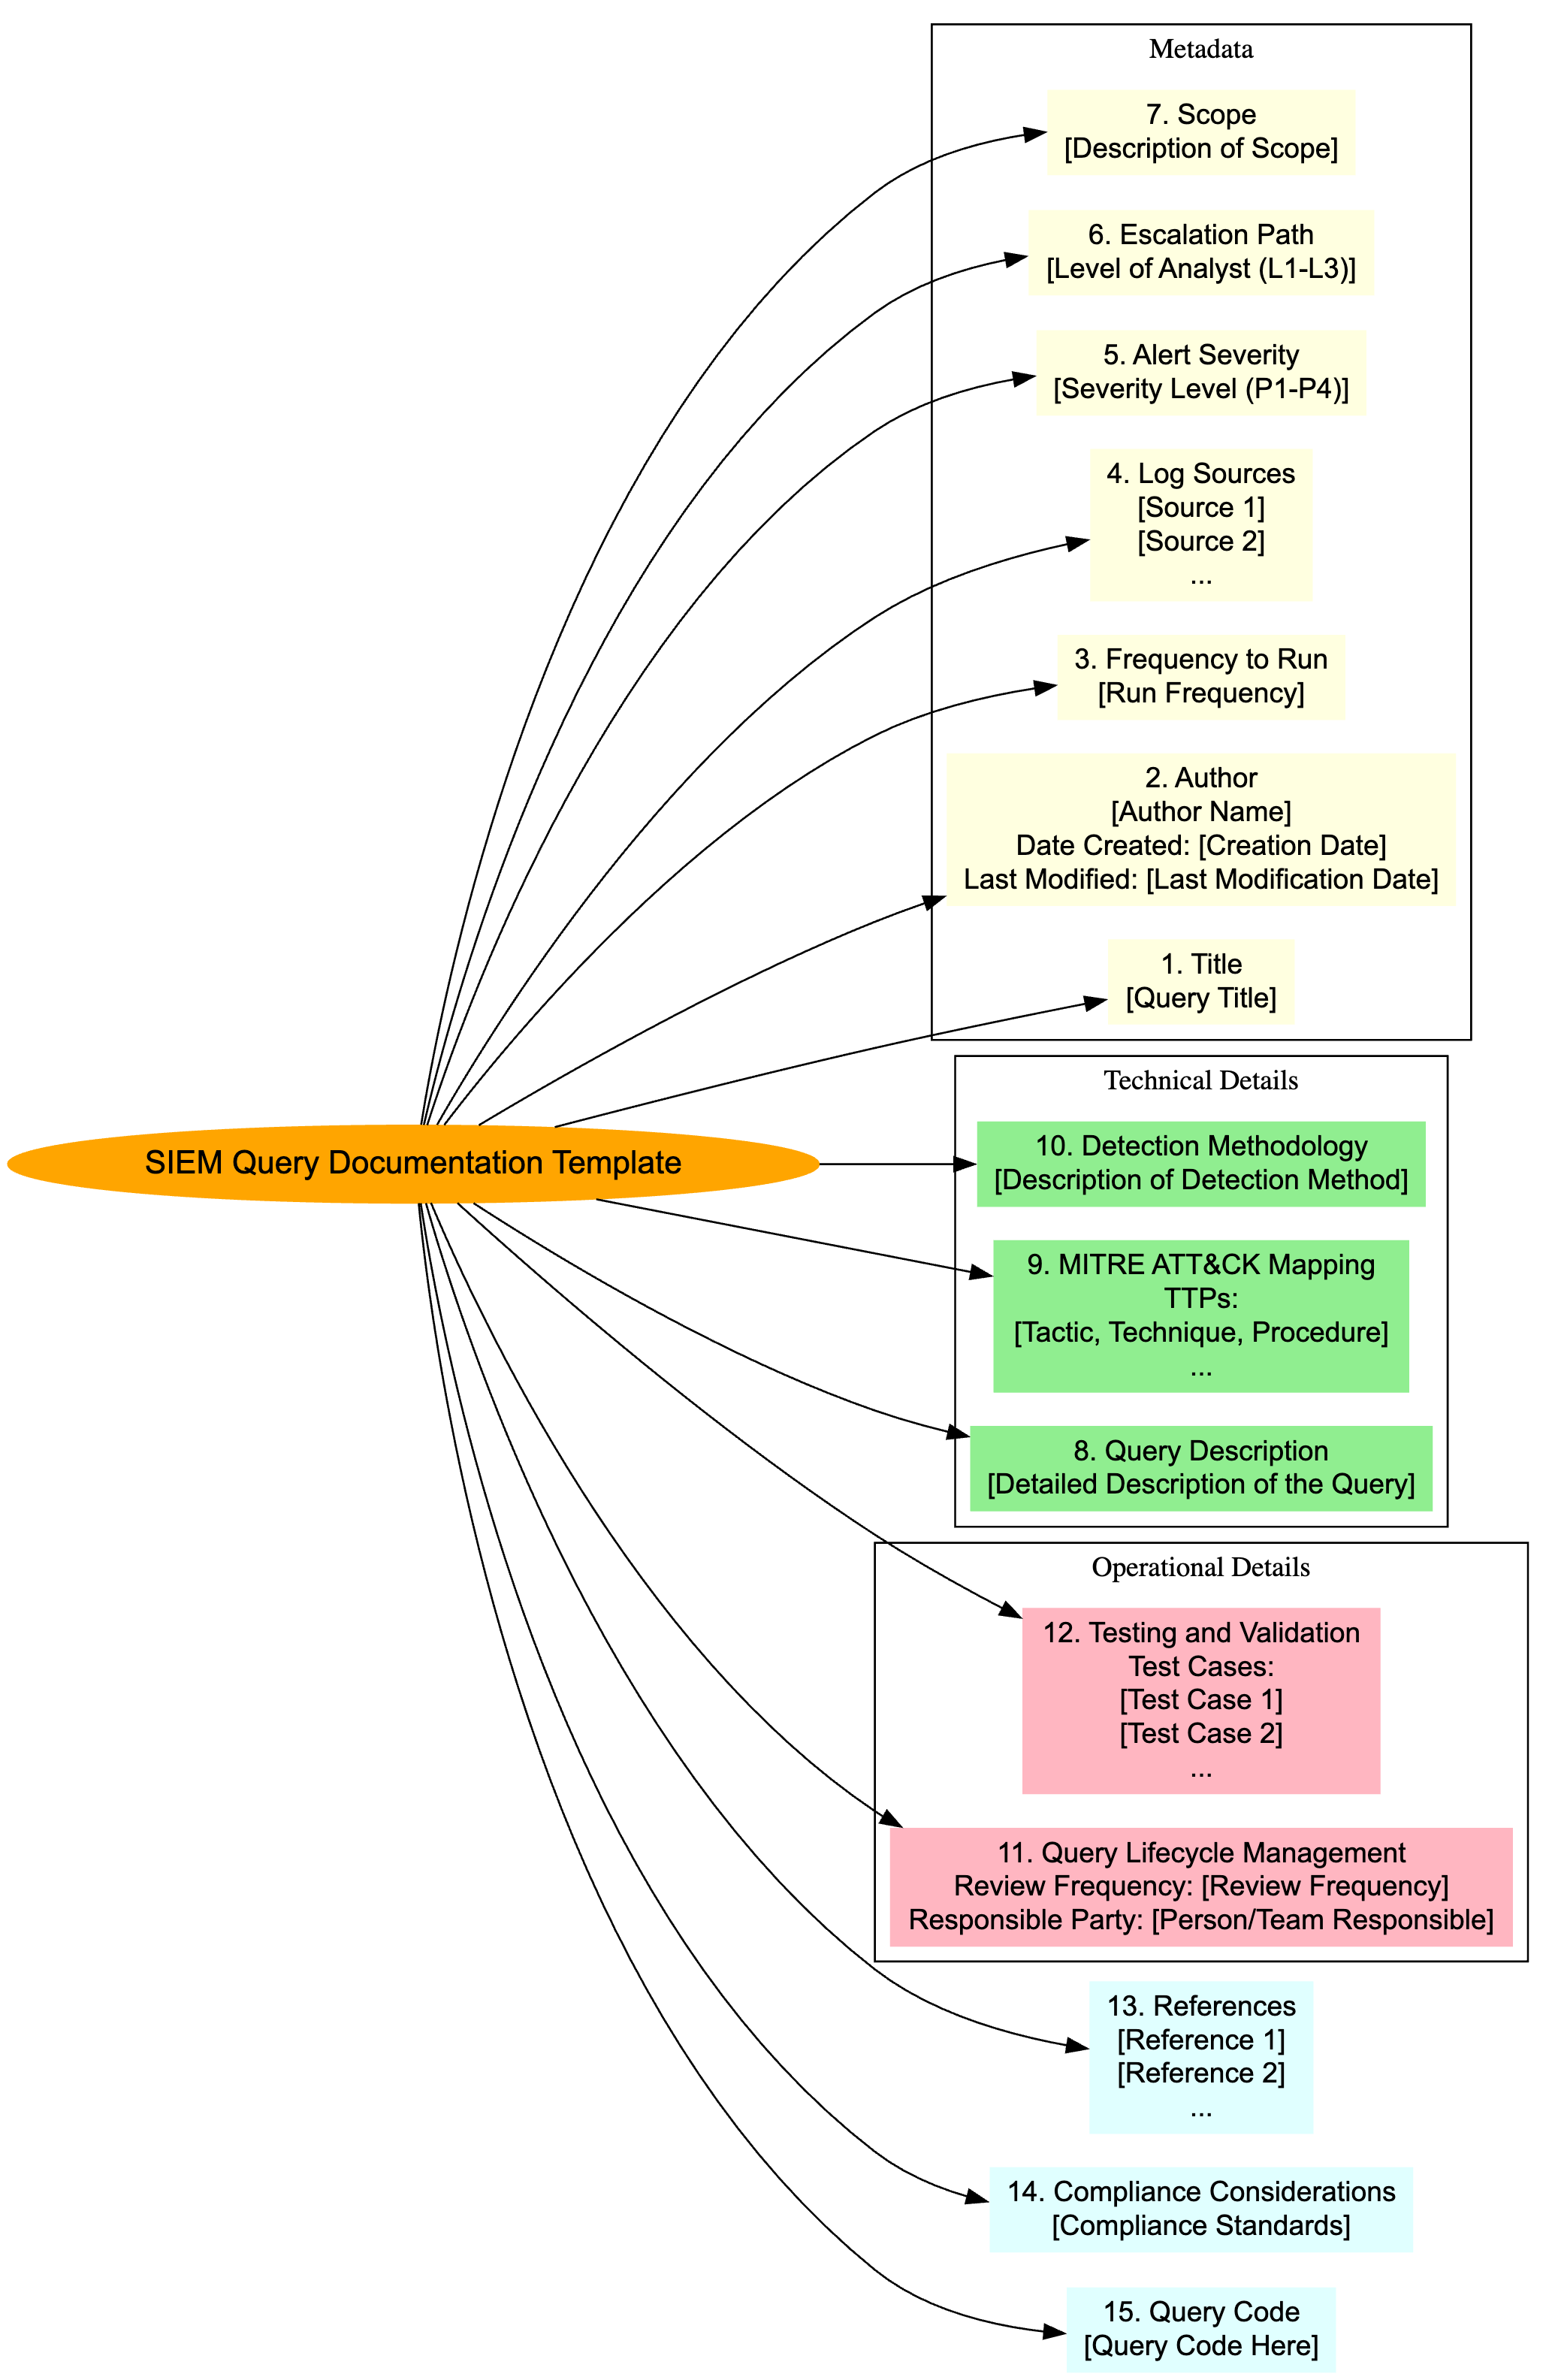 Metadata
7. Scope
[Description of Scope]
6. Escalation Path
[Level of Analyst (L1-L3)]
5. Alert Severity
[Severity Level (P1-P4)]
4. Log Sources
[Source 1]
[Source 2]
...
3. Frequency to Run
[Run Frequency]
2. Author
[Author Name]
Date Created: [Creation Date]
Last Modified: [Last Modification Date]
1. Title
[Query Title]
SIEM Query Documentation Template
Technical Details
10. Detection Methodology
[Description of Detection Method]
9. MITRE ATT&CK Mapping
TTPs:
[Tactic, Technique, Procedure]
...
8. Query Description
[Detailed Description of the Query]
Operational Details
12. Testing and Validation
Test Cases:
[Test Case 1]
[Test Case 2]
...
11. Query Lifecycle Management
Review Frequency: [Review Frequency]
Responsible Party: [Person/Team Responsible]
13. References
[Reference 1]
[Reference 2]
...
14. Compliance Considerations
[Compliance Standards]
15. Query Code
[Query Code Here]